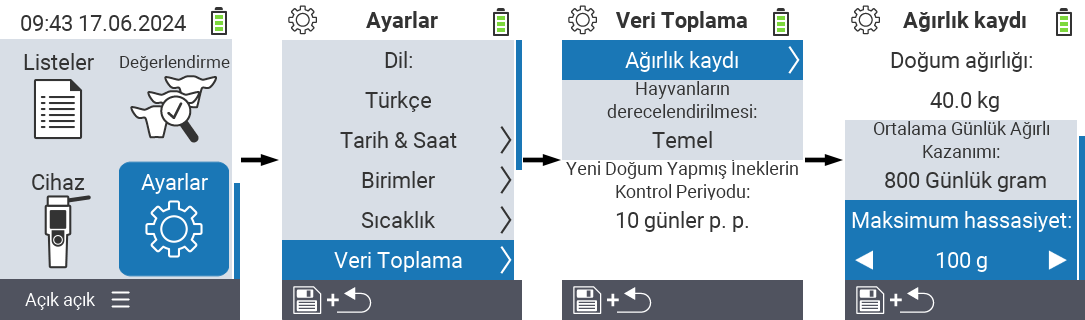 09:43 17.06.2024
Listeler
Değerlendirme
Cihaz
Ayarlar
Açık açık
Ayarlar
Dil:
Türkçe
Tarih & Saat
Birimler
Sıcaklık
Veri Toplama
+
Veri Toplama
Ağırlık kaydı
Hayvanların
derecelendirilmesi:
Temel
Yeni Doğum Yapmış İneklerin
Kontrol Periyodu:
10 günler p. p.
+
Ağırlık kaydı
Doğum ağırlığı:
40.0 kg
Ortalama Günlük Ağırlı
Kazanımı:
800 Günlük gram
Maksimum hassasiyet:
100 g
+